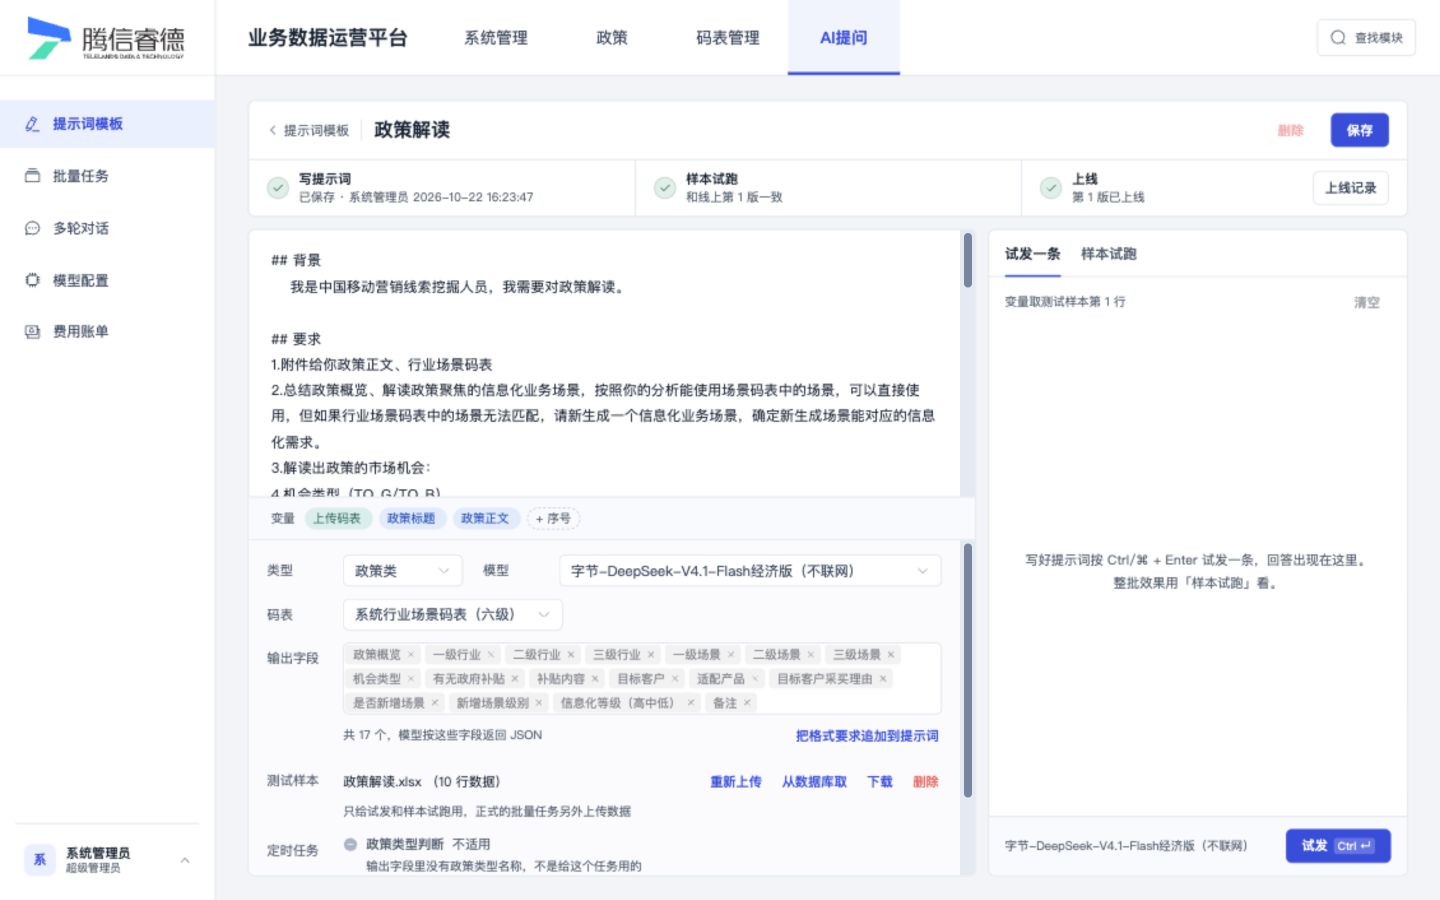 腾信睿德
TELELANDS DATA & TECHNOLOGY
业务数据运营平台
系统管理
政策
码表管理
AI提问
查找模块
提示词模板
批量任务
多轮对话
模型配置
费用账单
系
系统管理员
超级管理员
提示词模板
政策解读
删除
保存
写提示词
已保存 · 系统管理员 2026-10-22 16:23:47
样本试跑
和线上第 1 版一致
上线
第 1 版已上线
上线记录
## 背景
我是中国移动营销线索挖掘人员，我需要对政策解读。
## 要求
1.附件给你政策正文、行业场景码表
2.总结政策概览、解读政策聚焦的信息化业务场景，按照你的分析能使用场景码表中的场景，可以直接使
用，但如果行业场景码表中的场景无法匹配，请新生成一个信息化业务场景，确定新生成场景能对应的信息
化需求。
3.解读出政策的市场机会：
4.机会类型（TO G/TO B）
变量 上传码表 政策标题 政策正文 + 序号
类型 政策类 模型 字节-DeepSeek-V4.1-Flash经济版（不联网）
码表 系统行业场景码表（六级）
输出字段
政策概览 × 一级行业 × 二级行业 × 三级行业 × 一级场景 × 二级场景 × 三级场景 ×
机会类型 × 有无政府补贴 × 补贴内容 × 目标客户 × 适配产品 × 目标客户采买理由 ×
是否新增场景 × 新增场景级别 × 信息化等级（高中低） × 备注 ×
共 17 个，模型按这些字段返回 JSON
把格式要求追加到提示词
测试样本 政策解读.xlsx （10 行数据） 重新上传 从数据库取 下载 删除
只给试发和样本试跑用，正式的批量任务另外上传数据
定时任务 政策类型判断 不适用
输出字段里没有政策类型名称，不是给这个任务用的
试发一条 样本试跑
变量取测试样本第 1 行 清空
写好提示词按 Ctrl/⌘ + Enter 试发一条，回答出现在这里。
整批效果用「样本试跑」看。
字节-DeepSeek-V4.1-Flash经济版（不联网）
试发 Ctrl ↵